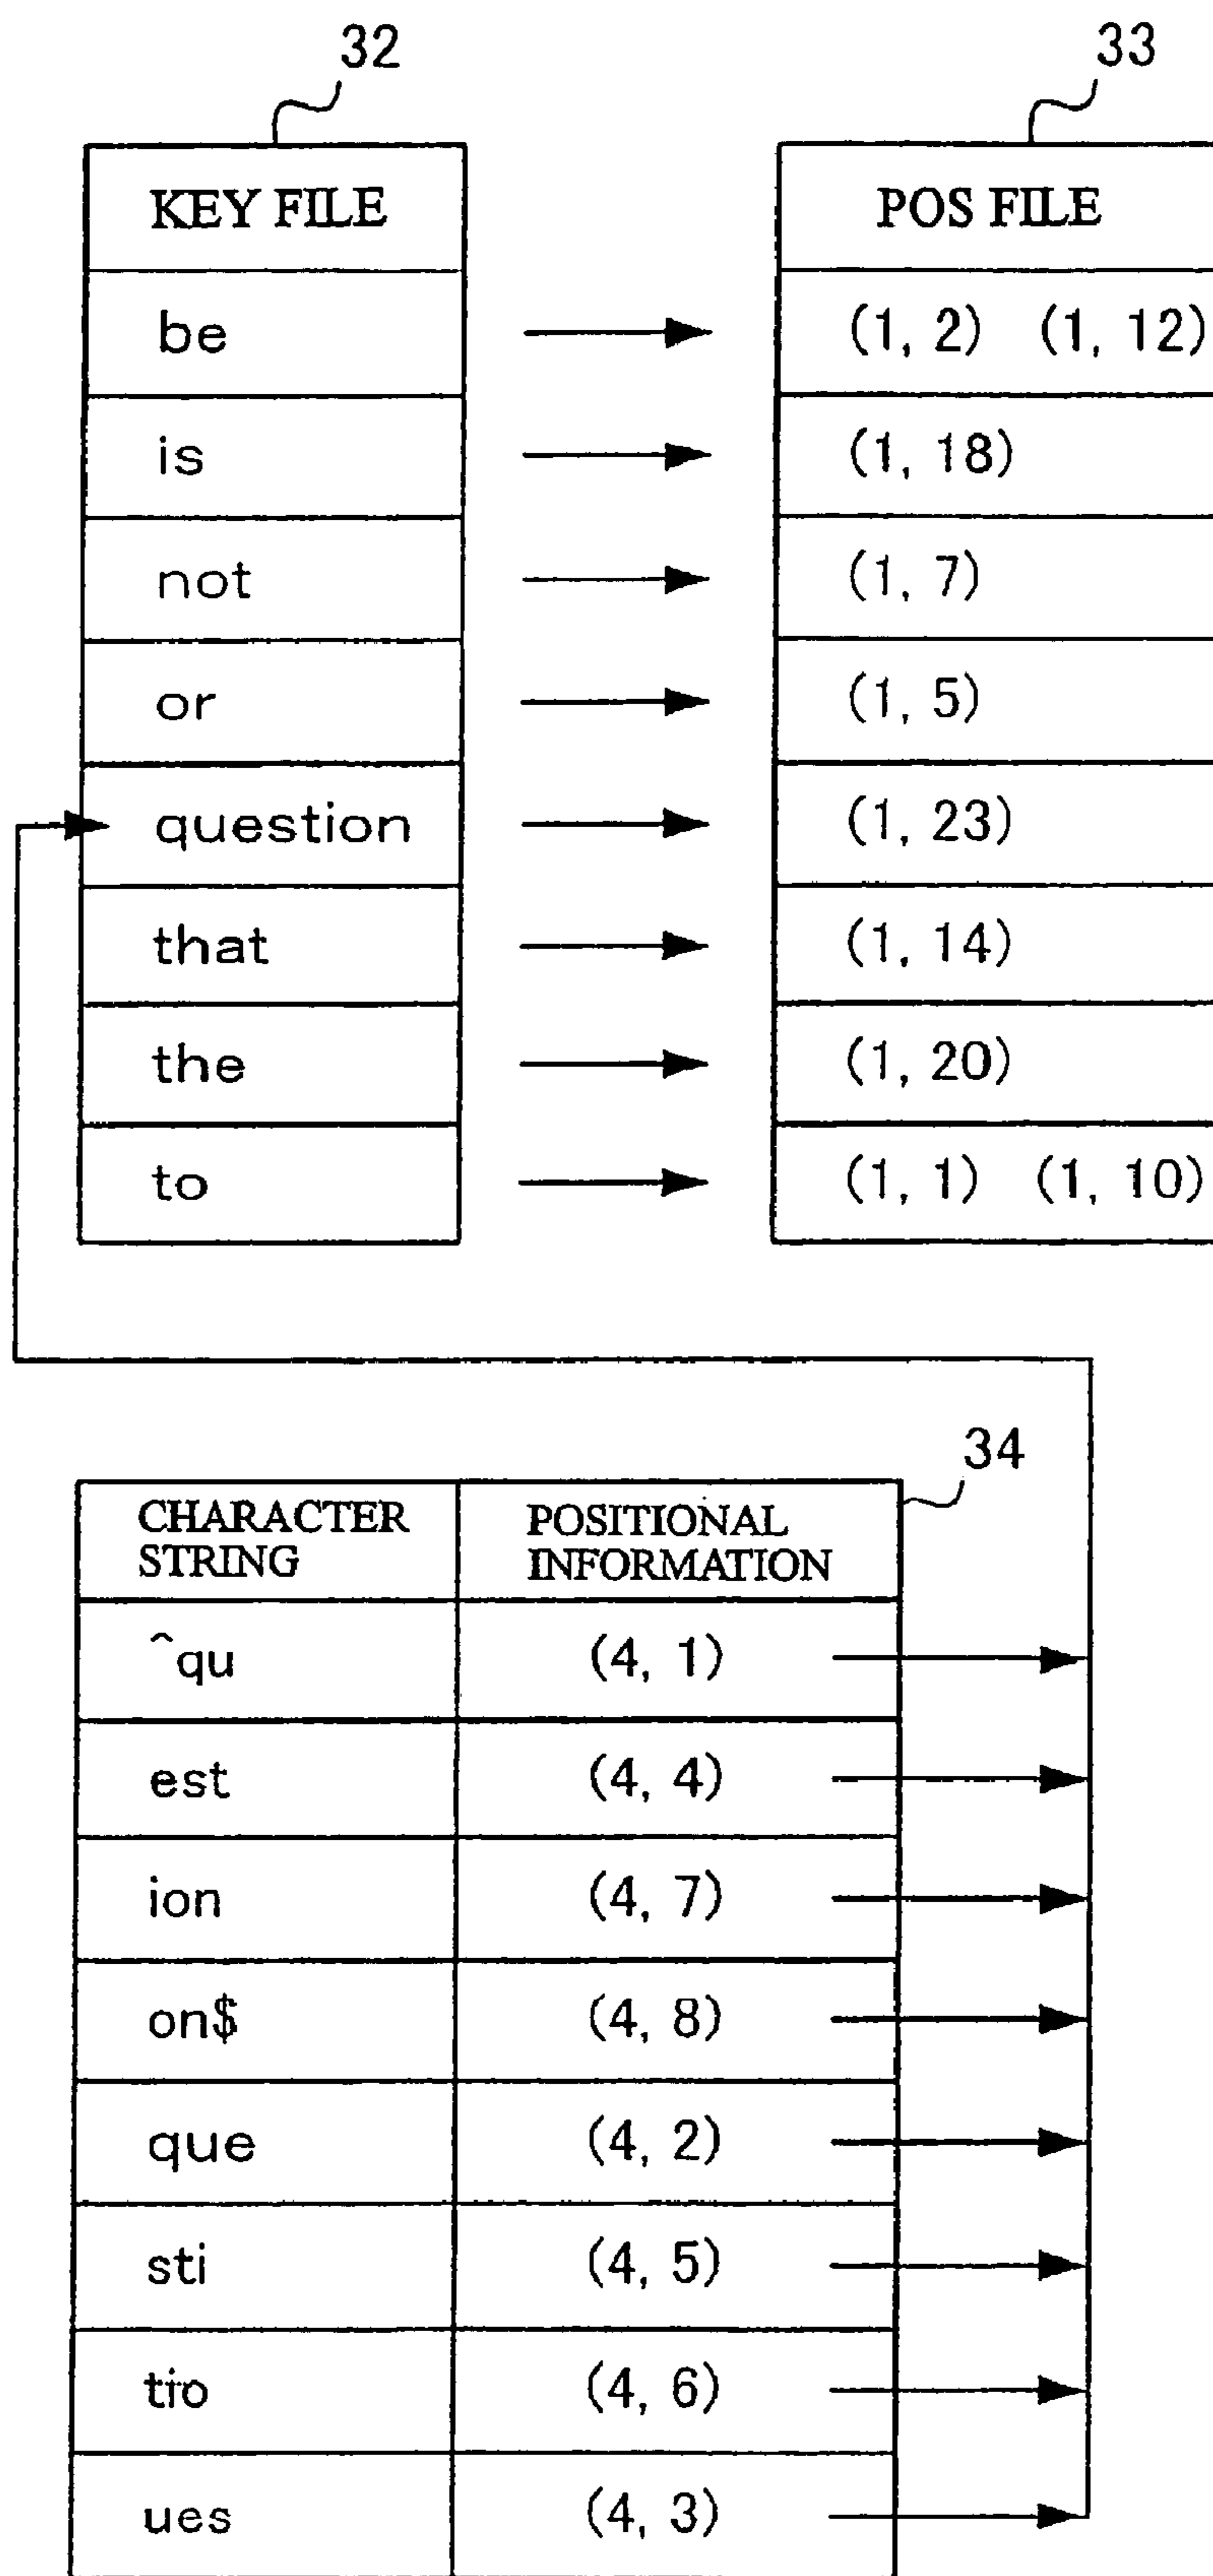 32
33
KEY FILE
POS FILE
be
(1, 2) (1, 12)
is
(1, 18)
not
(1, 7)
or
(1, 5)
question
(1, 23)
that
(1, 14)
the
(1, 20)
to
(1, 1) (1, 10)
34
CHARACTER
STRING
POSITIONAL
INFORMATION
^qu
(4, 1)
est
(4, 4)
ion
(4, 7)
on$
(4, 8)
que
(4, 2)
sti
(4, 5)
tio
(4, 6)
ues
(4, 3)